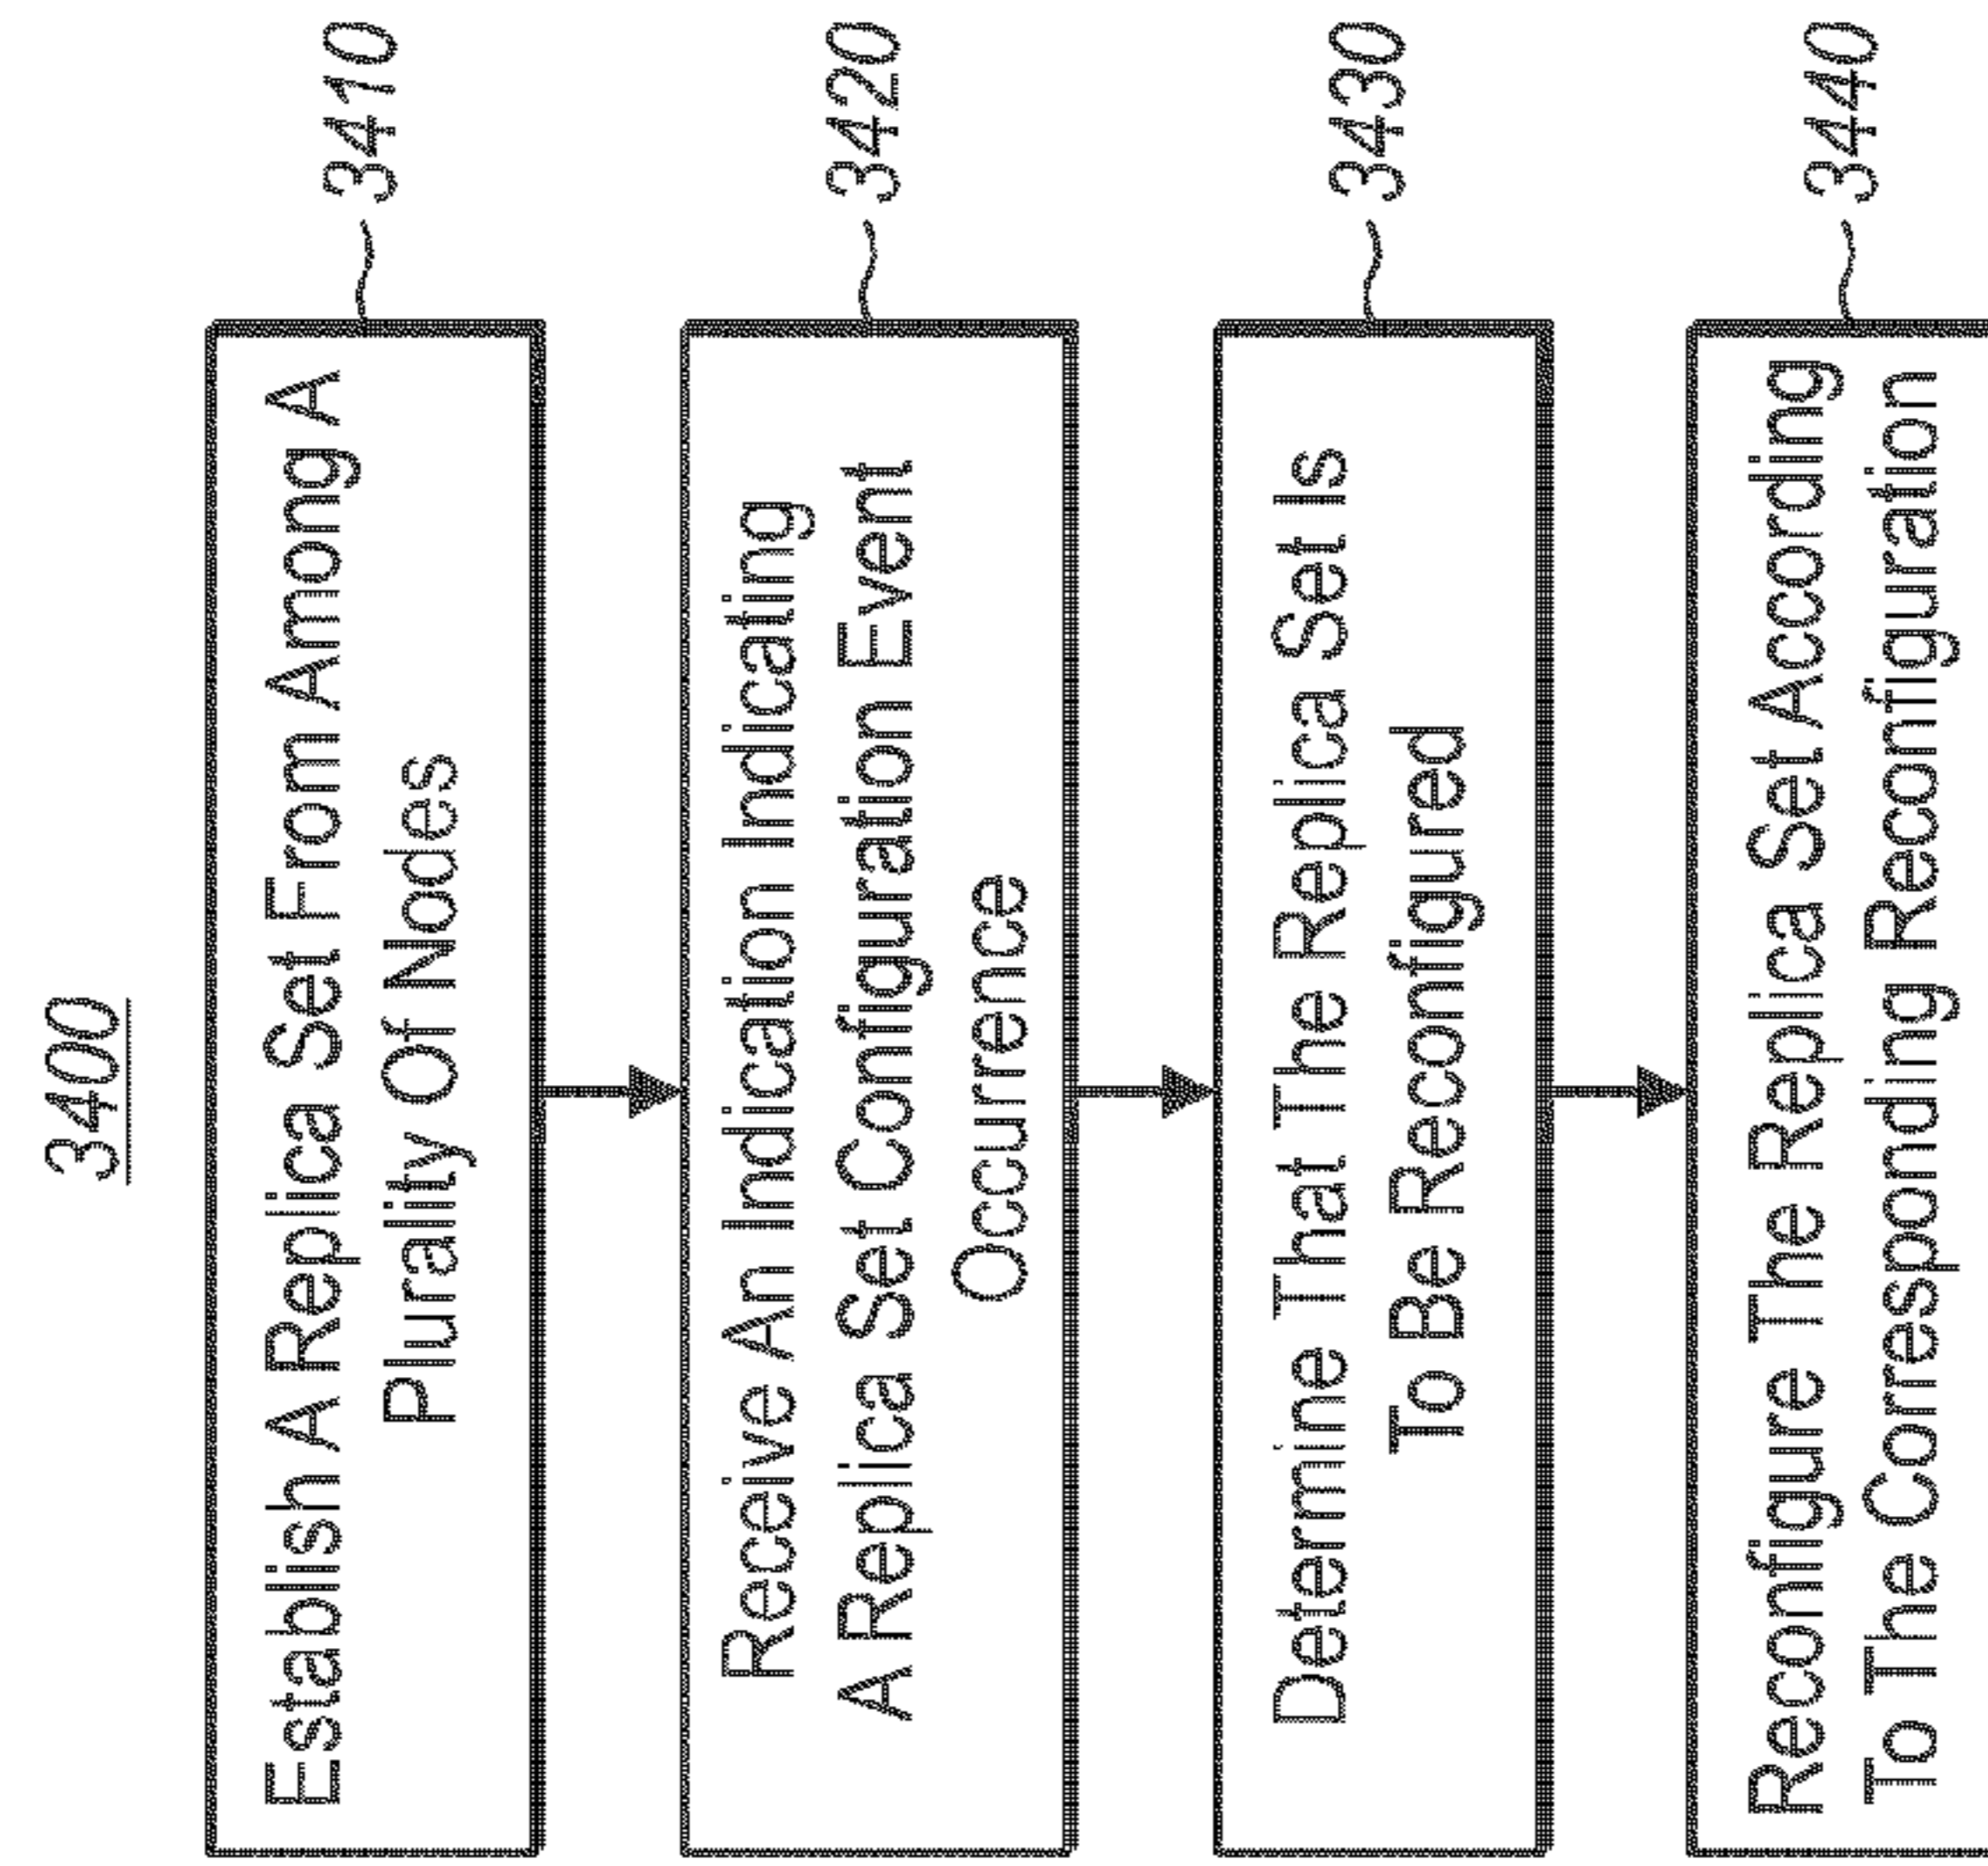 3400
Establish A Replica Set From Among A
Plurality Of Nodes
3410
Receive An Indication Indicating
A Replica Set Configuration Event
Occurrence
3420
Determine That The Replica Set Is
To Be Reconfigured
3430
Reconfigure The Replica Set According
To The Corresponding Reconfiguration
3440